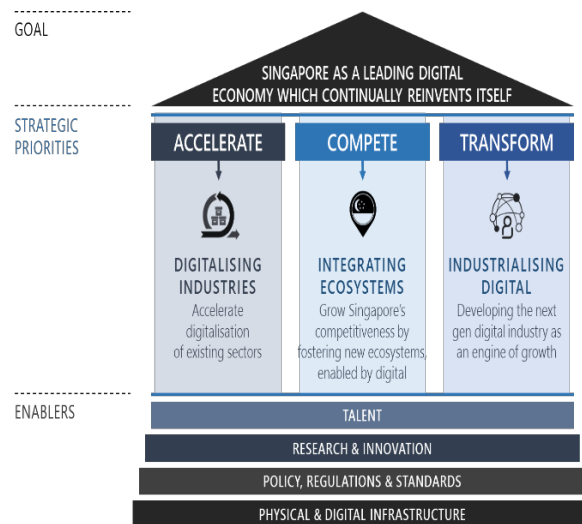 GOAL
SINGAPORE AS A LEADING DIGITAL
ECONOMY WHICH CONTINUALLY REINVENTS ITSELF
STRATEGIC
PRIORITIES
ACCELERATE
COMPETE
TRANSFORM
DIGITALISING
INDUSTRIES
Accelerate
digitalisation
of existing sectors
INTEGRATING
ECOSYSTEMS
Grow Singapore's
competitiveness by
fostering new ecosystems,
enabled by digital
INDUSTRIALISING
DIGITAL
Developing the next
gen digital industry as
an engine of growth
ENABLERS
TALENT
RESEARCH & INNOVATION
POLICY, REGULATIONS & STANDARDS
PHYSICAL & DIGITAL INFRASTRUCTURE